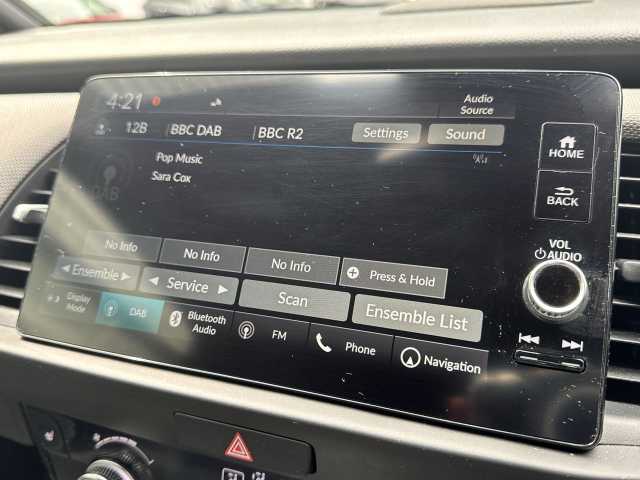 4:21
Audio Source
12B BBC DAB BBC R2 Settings Sound
Pop Music
Sara Cox
DAB
HOME
BACK
VOL
AUDIO
No Info No Info No Info Press & Hold
Ensemble Service Scan Ensemble List
Display Mode DAB Bluetooth Audio FM Phone Navigation